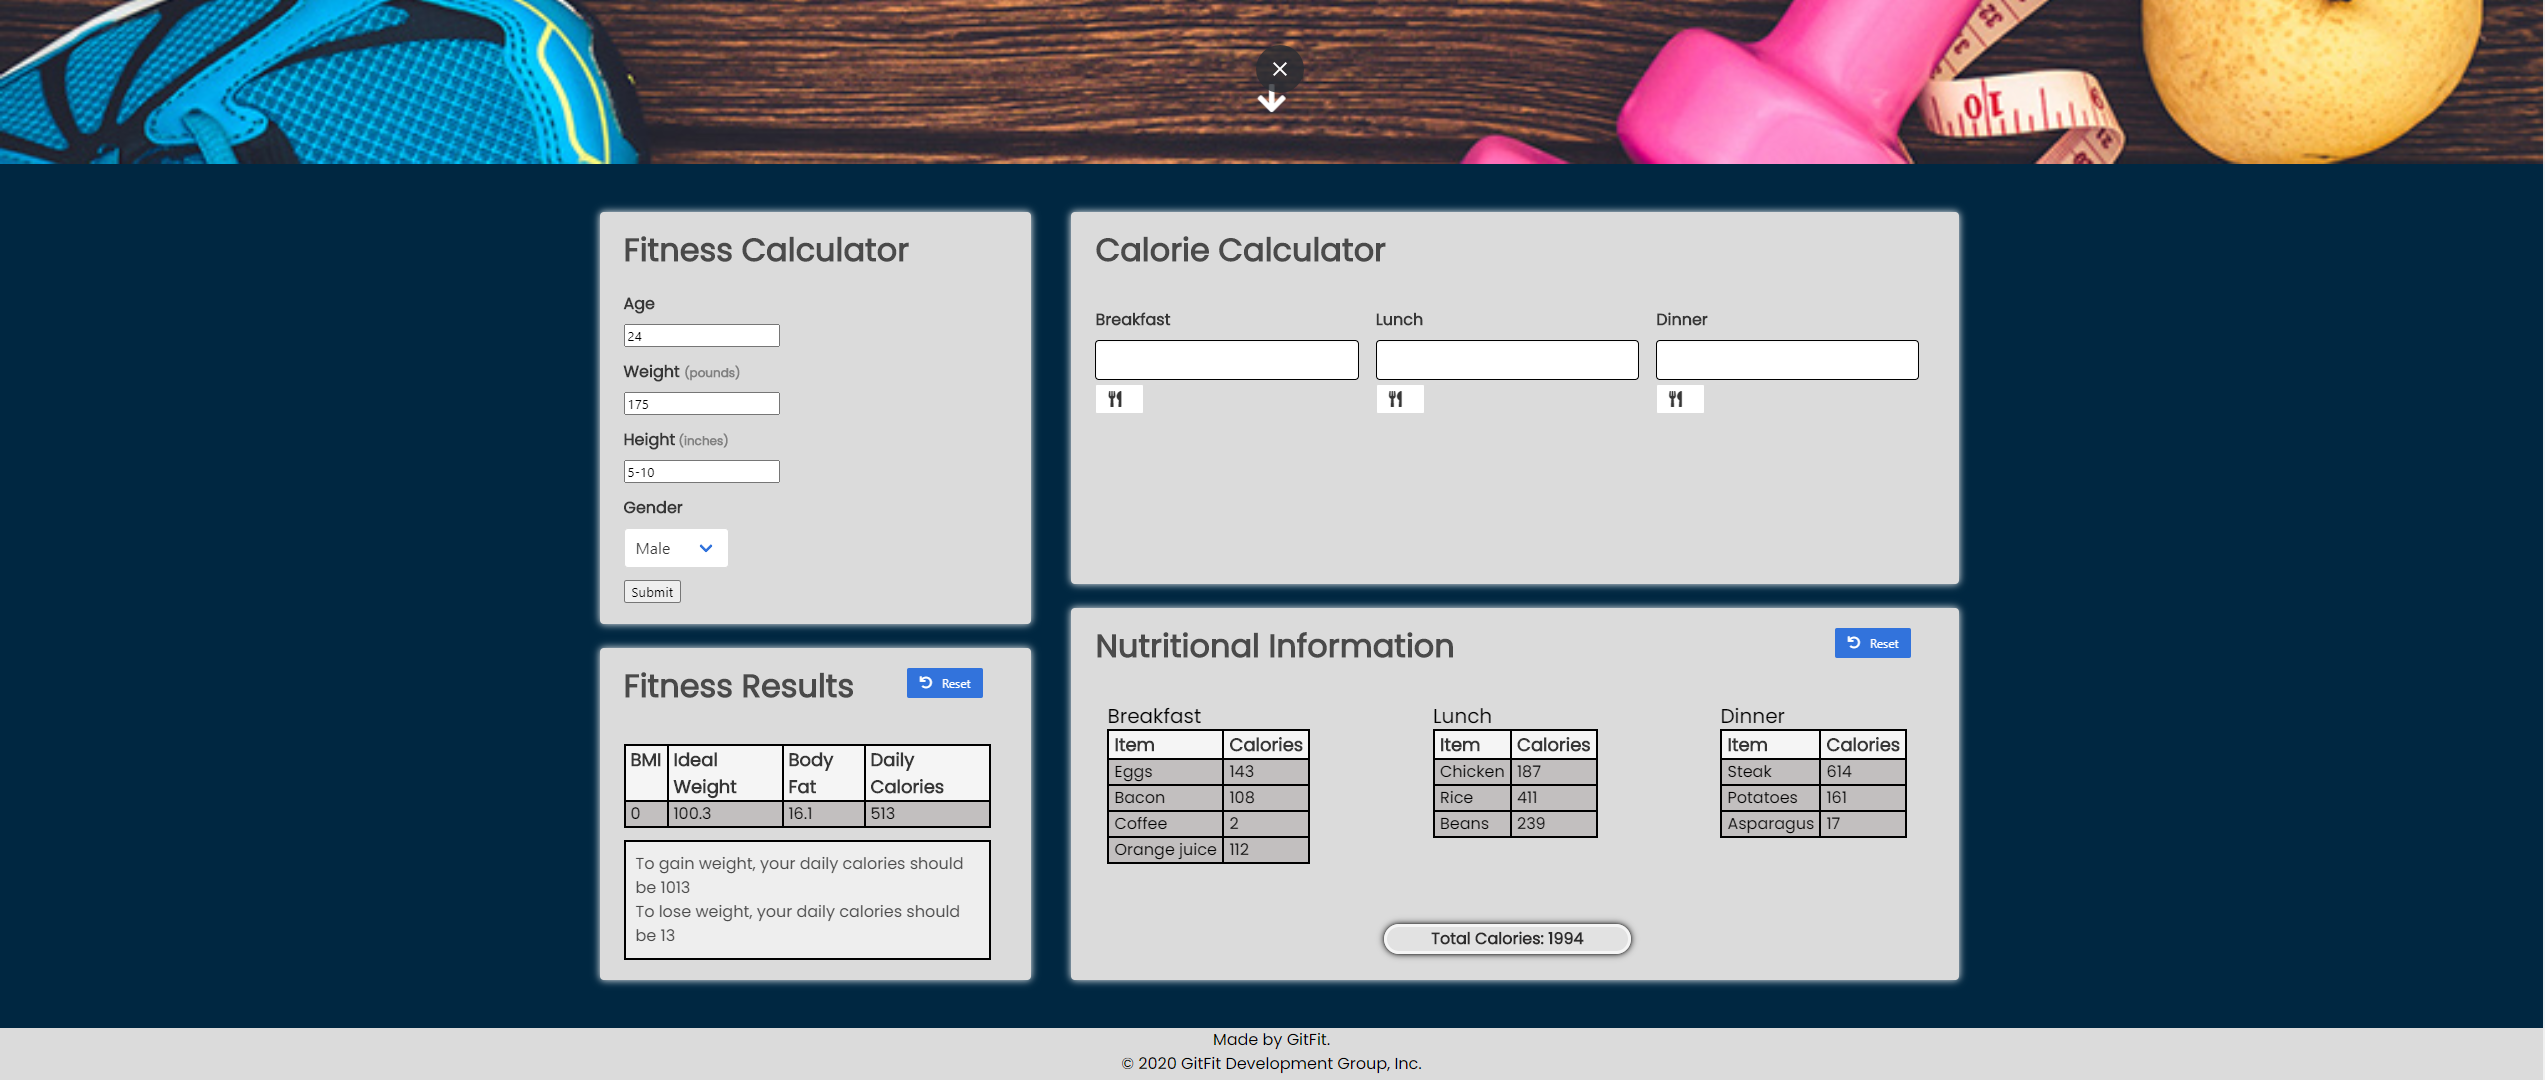 Fitness Calculator
Age
24
Weight (pounds)
175
Height (inches)
5-10
Gender
Male
Submit
Fitness Results
Reset
BMI Ideal Weight Body Fat Daily Calories
0 100.3 16.1 513
To gain weight, your daily calories should
be 1013
To lose weight, your daily calories should
be 13
Calorie Calculator
Breakfast Lunch Dinner
Nutritional Information
Reset
Breakfast
Item Calories
Eggs 143
Bacon 108
Coffee 2
Orange juice 112
Lunch
Item Calories
Chicken 187
Rice 411
Beans 239
Dinner
Item Calories
Steak 614
Potatoes 161
Asparagus 17
Total Calories: 1994
Made by GitFit.
© 2020 GitFit Development Group, Inc.